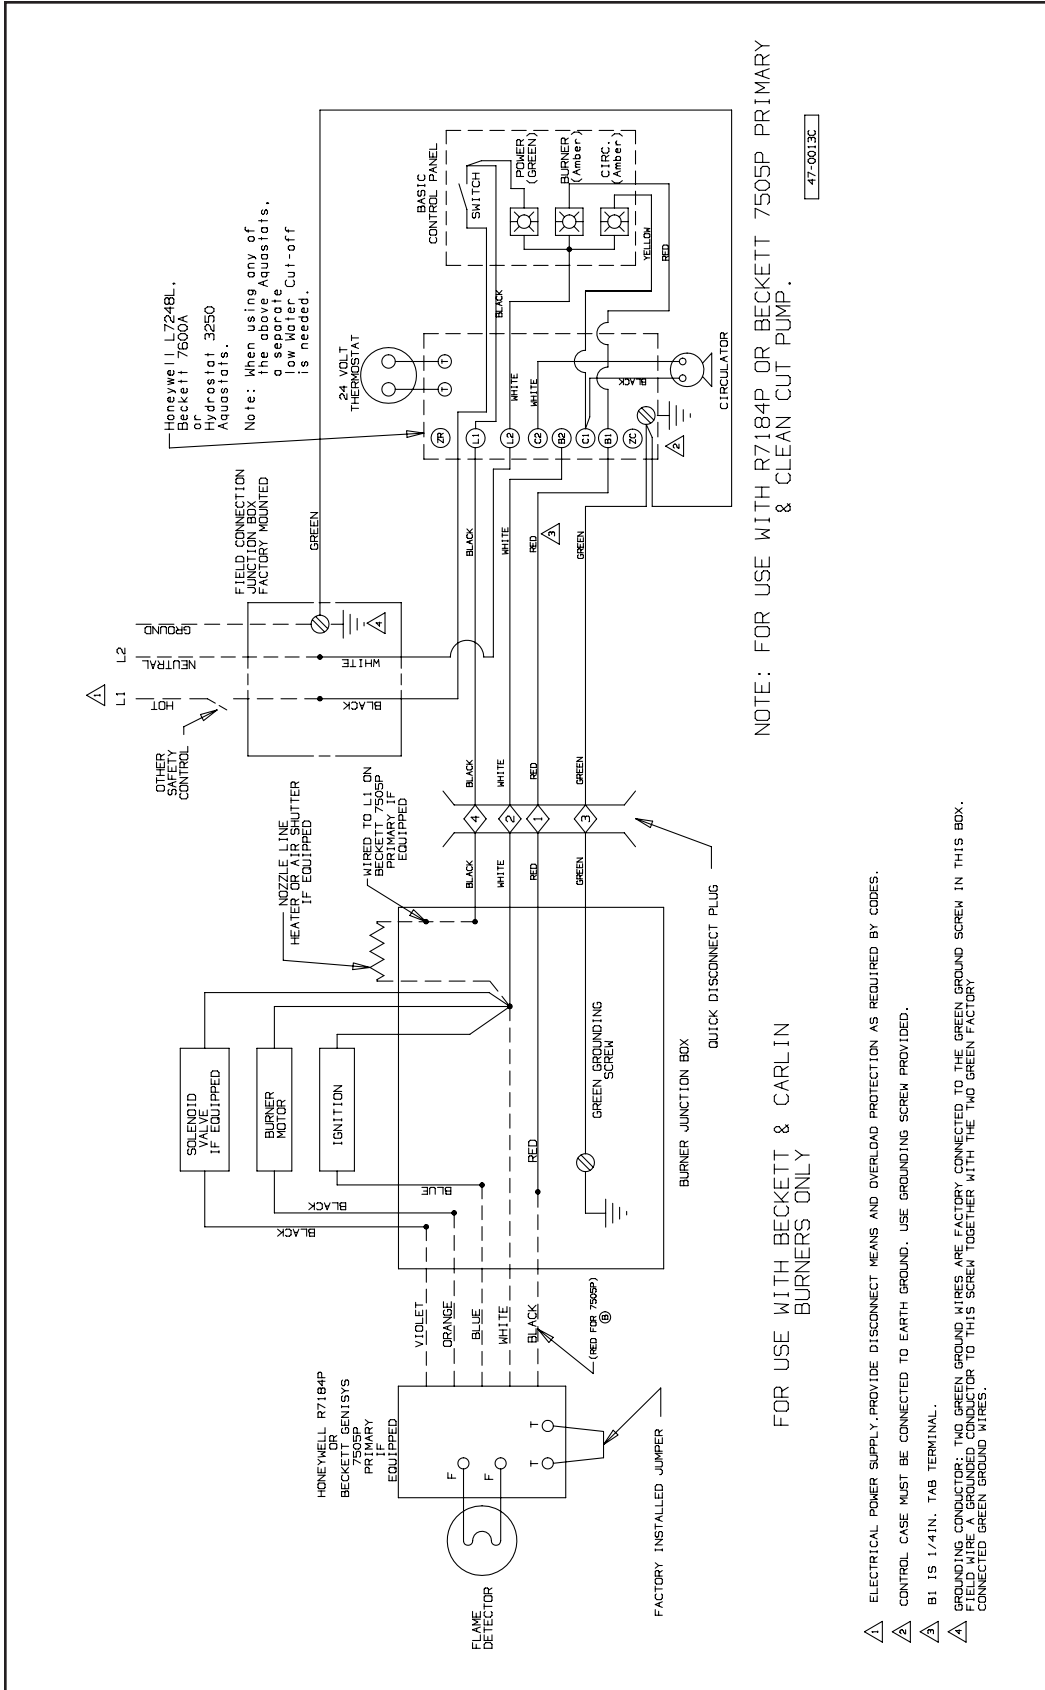 HONEYWELL R7184P
OR
BECKETT GENISYS
7505P
PRIMARY
IF
EQUIPPED
FLAME
DETECTOR
F
F
T
T
FACTORY INSTALLED JUMPER
VIOLET
ORANGE
BLUE
WHITE
BLACK
(RED FOR 7505P)
B
SOLENOID
VALVE
IF EQUIPPED
BURNER
MOTOR
IGNITION
BLACK
BLACK
BLUE
RED
GREEN GROUNDING
SCREW
BURNER JUNCTION BOX
NOZZLE LINE
HEATER OR AIR SHUTTER
IF EQUIPPED
WIRED TO L1 ON
BECKETT 7505P
PRIMARY IF
EQUIPPED
BLACK
WHITE
RED
GREEN
4
2
1
3
BLACK
WHITE
RED
GREEN
QUICK DISCONNECT PLUG
OTHER
SAFETY
CONTROL
1
L1
L2
HOT
NEUTRAL
GROUND
BLACK
WHITE
4
FIELD CONNECTION
JUNCTION BOX
FACTORY MOUNTED
GREEN
BLACK
WHITE
RED
3
GREEN
Honeywell L7248L,
Beckett 7600A
or
Hydrostat 3250
Aquastats.
Note: When using any of
the above Aquastats,
a separate
low Water Cut-off
is needed.
ZR
L1
L2
C2
B2
C1
B1
ZC
2
24 VOLT
THERMOSTAT
T
T
WHITE
WHITE
BLACK
BLACK
CIRCULATOR
BASIC
CONTROL PANEL
SWITCH
POWER
(GREEN)
BURNER
(Amber)
CIRC.
(Amber)
YELLOW
RED
NOTE: FOR USE WITH R7184P OR BECKETT 7505P PRIMARY
& CLEAN CUT PUMP.
47-0013C
FOR USE WITH BECKETT & CARLIN
BURNERS ONLY
1 ELECTRICAL POWER SUPPLY.PROVIDE DISCONNECT MEANS AND OVERLOAD PROTECTION AS REQUIRED BY CODES.
2 CONTROL CASE MUST BE CONNECTED TO EARTH GROUND. USE GROUNDING SCREW PROVIDED.
3 B1 IS 1/4IN. TAB TERMINAL.
4 GROUNDING CONDUCTOR: TWO GREEN GROUND WIRES ARE FACTORY CONNECTED TO THE GREEN GROUND SCREW IN THIS BOX.
FIELD WIRE A GROUNDED CONDUCTOR TO THIS SCREW TOGETHER WITH THE TWO GREEN FACTORY
CONNECTED GREEN GROUND WIRES.